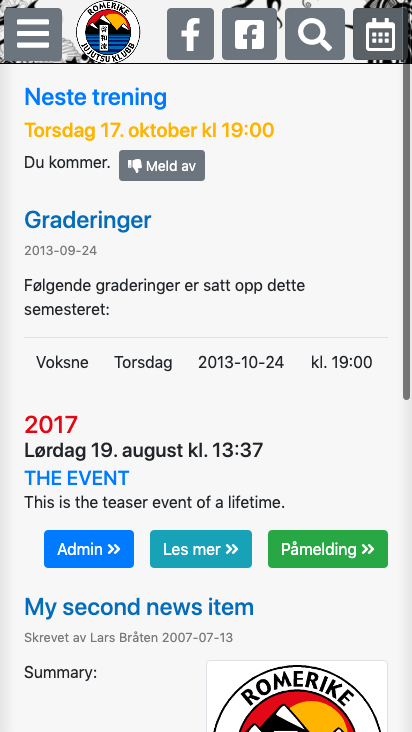 ROMERIKE
JUJUTSU KLUBB
Neste trening
Torsdag 17. oktober kl 19:00
Du kommer. Meld av
Graderinger
2013-09-24
Følgende graderinger er satt opp dette
semesteret:
Voksne Torsdag 2013-10-24 kl. 19:00
2017
Lørdag 19. august kl. 13:37
THE EVENT
This is the teaser event of a lifetime.
Admin Les mer Påmelding
My second news item
Skrevet av Lars Bråten 2007-07-13
Summary:
ROMERIKE